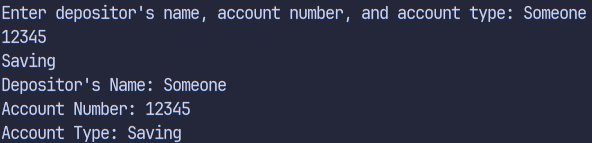 Enter depositor's name, account number, and account type: Someone
12345
Saving
Depositor's Name: Someone
Account Number: 12345
Account Type: Saving